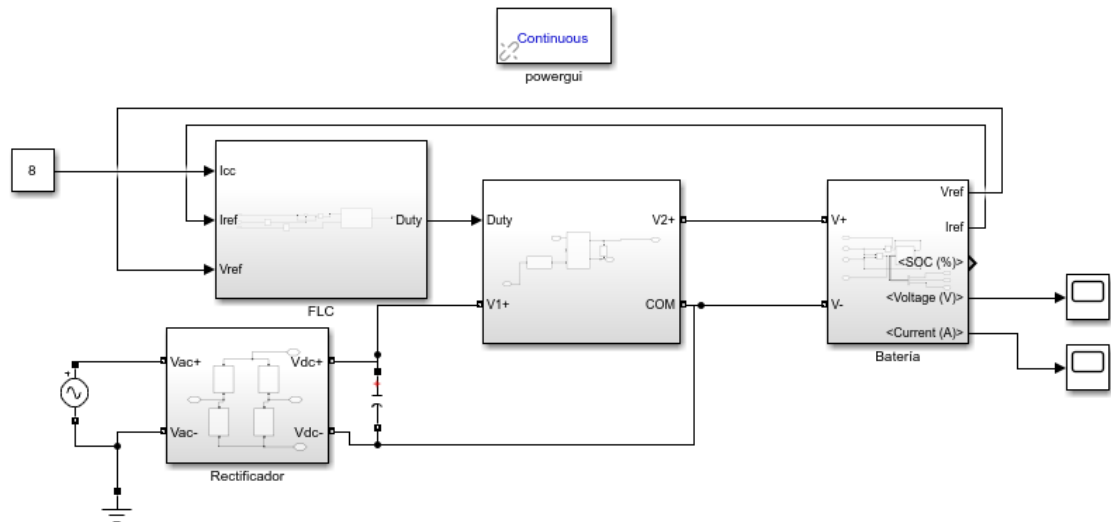 Continuous
powergui
8
Icc
Iref
Vref
Duty
FLC
Duty
V1+
V2+
COM
V+
V-
Vref
Iref
<SOC (%)>
<Voltage (V)>
<Current (A)>
Batería
Vac+
Vac-
Vdc+
Vdc-
Rectificador